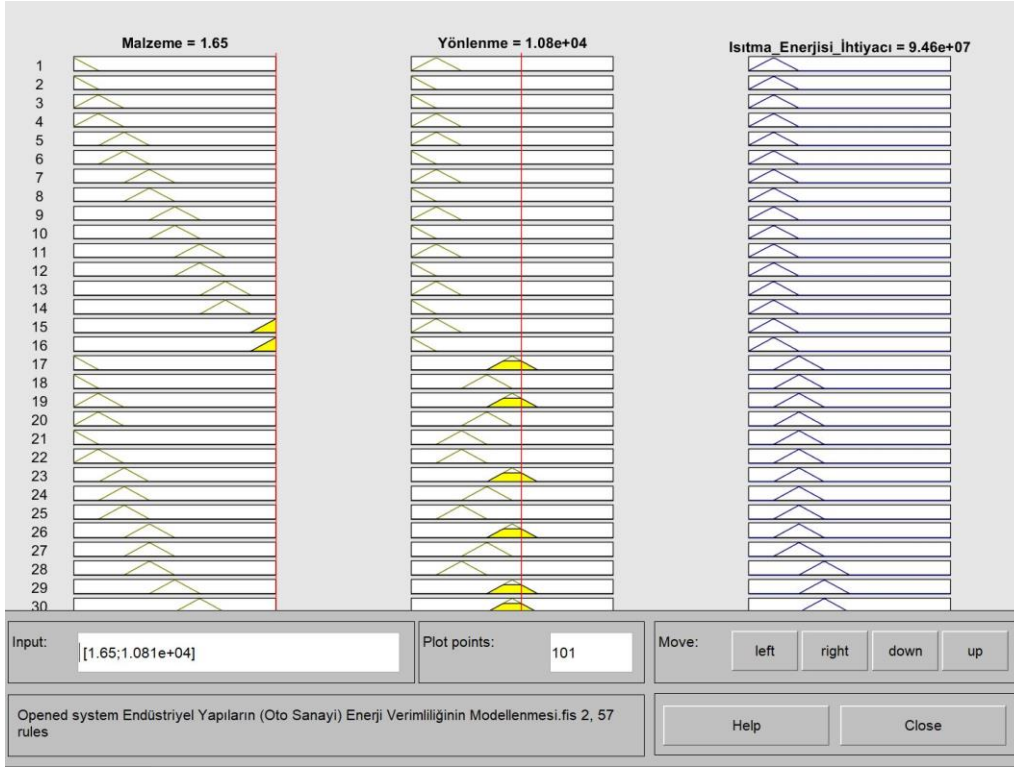 Malzeme = 1.65
Yönlenme = 1.08e+04
Isıtma_Enerjisi_İhtiyacı = 9.46e+07
1
2
3
4
5
6
7
8
9
10
11
12
13
14
15
16
17
18
19
20
21
22
23
24
25
26
27
28
29
30
Input:
[1.65;1.081e+04]
Plot points:
101
Move:
left
right
down
up
Opened system Endüstriyel Yapıların (Oto Sanayi) Enerji Verimliliğinin Modellenmesi.fis 2, 57
rules
Help
Close